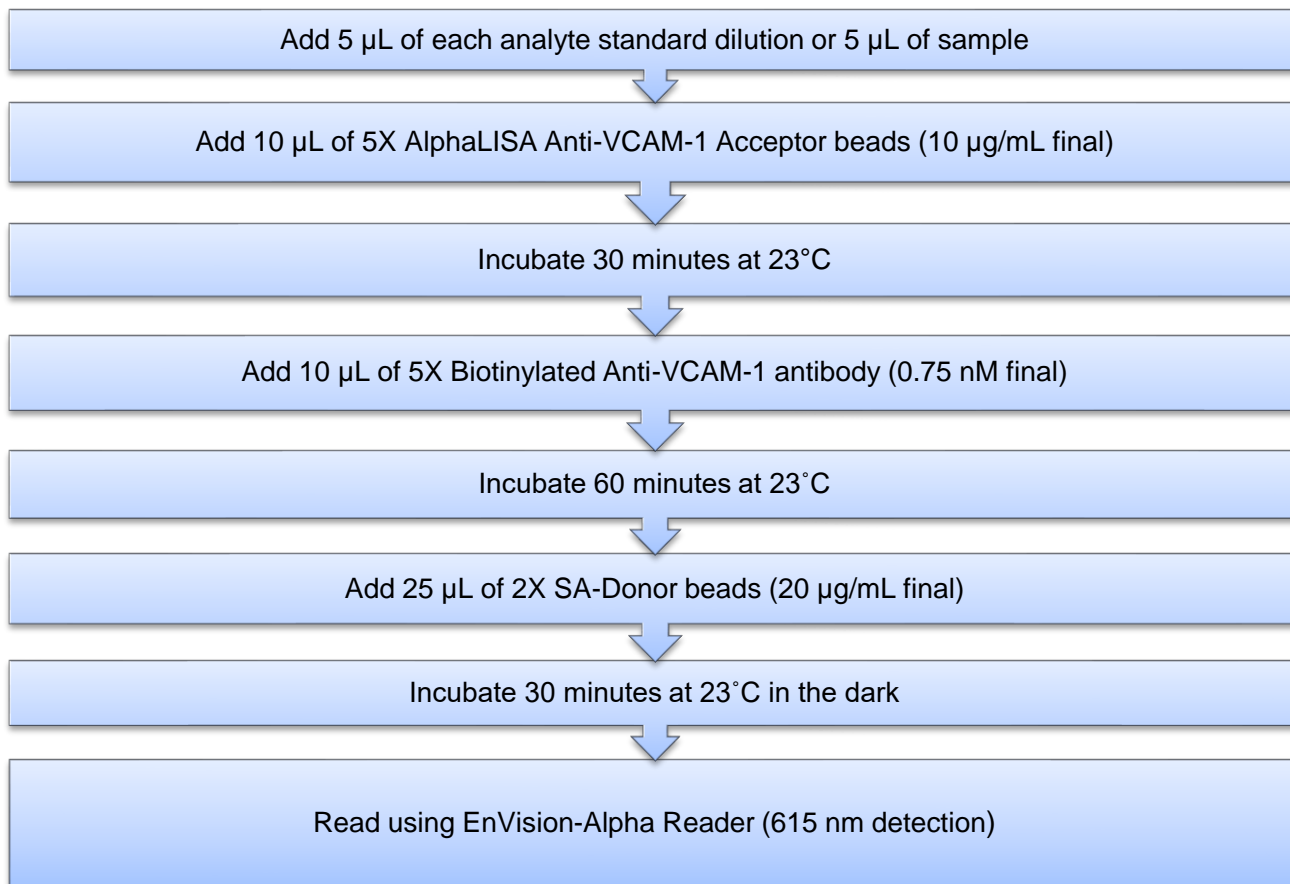 Add 5 µL of each analyte standard dilution or 5 µL of sample
Add 10 µL of 5X AlphaLISA Anti-VCAM-1 Acceptor beads (10 µg/mL final)
Incubate 30 minutes at 23°C
Add 10 µL of 5X Biotinylated Anti-VCAM-1 antibody (0.75 nM final)
Incubate 60 minutes at 23˚C
Add 25 µL of 2X SA-Donor beads (20 µg/mL final)
Incubate 30 minutes at 23˚C in the dark
Read using EnVision-Alpha Reader (615 nm detection)